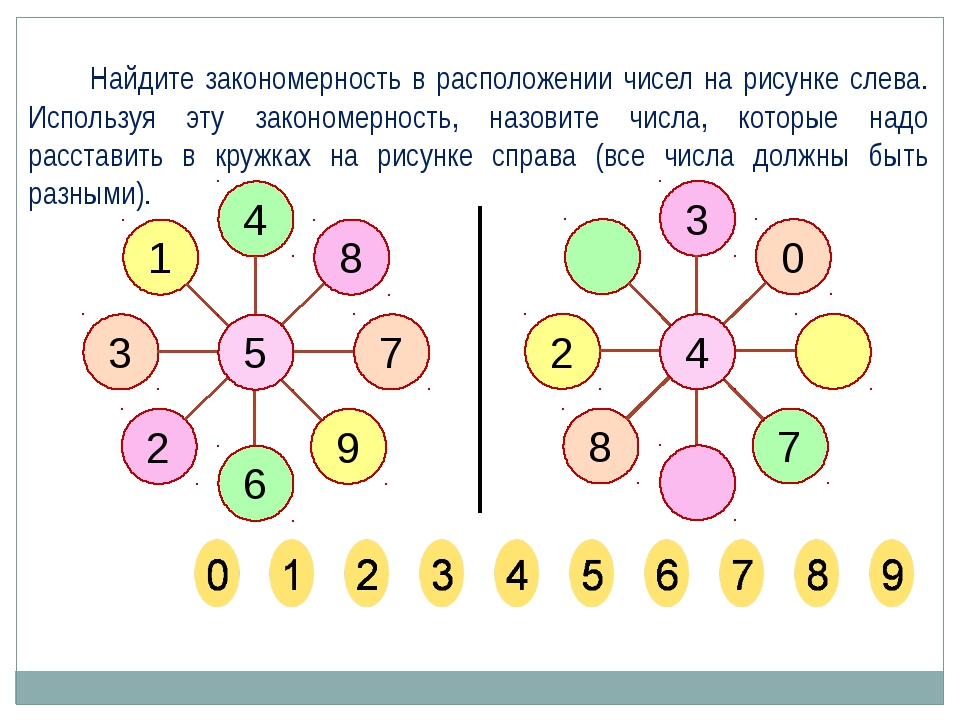 Найдите закономерность в расположении чисел на рисунке слева.
Используя эту закономерность, назовите числа, которые надо
расставить в кружках на рисунке справа (все числа должны быть
разными).
4
1 8
3 5 7
2 9
6
3
0
2 4
8 7
0 1 2 3 4 5 6 7 8 9